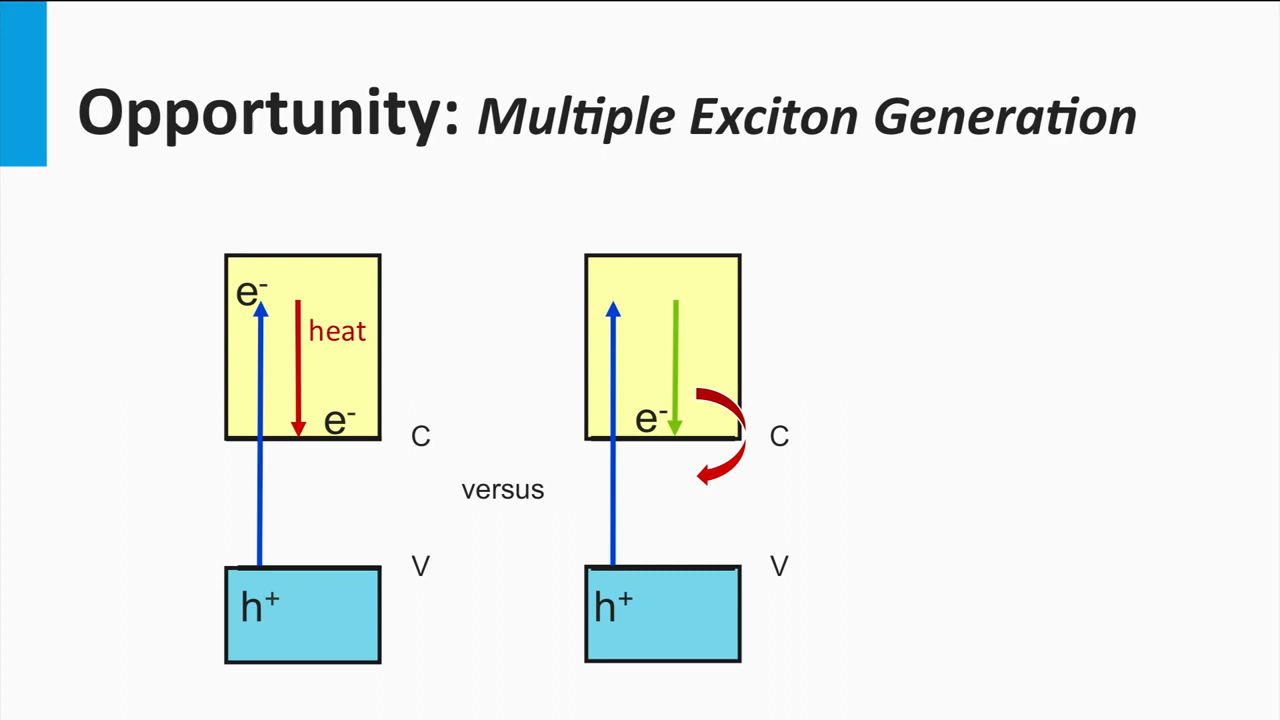 Opportunity: Multiple Exciton Generation
e-
heat
e-
C
versus
V
h+
e-
C
V
h+